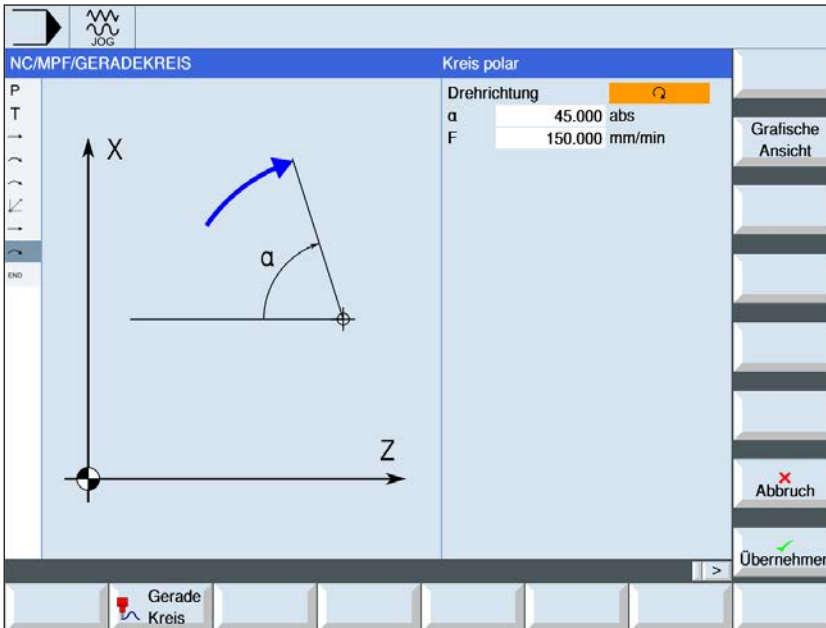 JOG
NC/MPF/GERADEKREIS
Kreis polar
P
T
END
X
α
Z
Drehrichtung
α 45.000 abs
F 150.000 mm/min
Grafische
Ansicht
Abbruch
Übernehmen
>
Gerade
Kreis